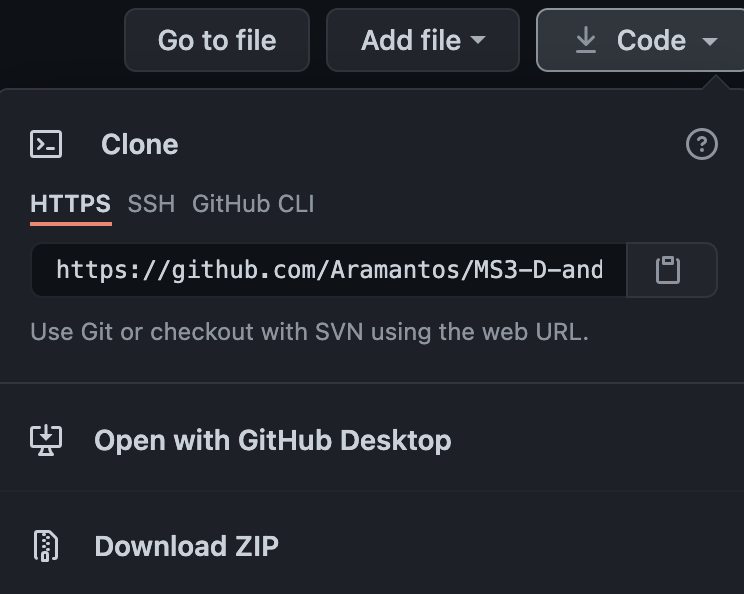 Go to file Add file Code
Clone
HTTPS SSH GitHub CLI
https://github.com/Aramantos/MS3-D-and
Use Git or checkout with SVN using the web URL.
Open with GitHub Desktop
Download ZIP